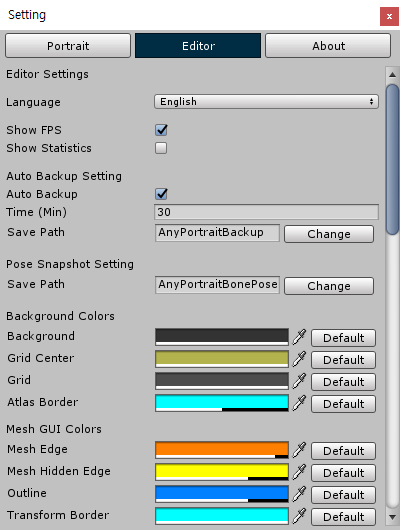 Setting
x
Portrait Editor About
Editor Settings
Language English
Show FPS
Show Statistics
Auto Backup Setting
Auto Backup
Time (Min) 30
Save Path AnyPortraitBackup Change
Pose Snapshot Setting
Save Path AnyPortraitBonePose Change
Background Colors
Background Default
Grid Center Default
Grid Default
Atlas Border Default
Mesh GUI Colors
Mesh Edge Default
Mesh Hidden Edge Default
Outline Default
Transform Border Default